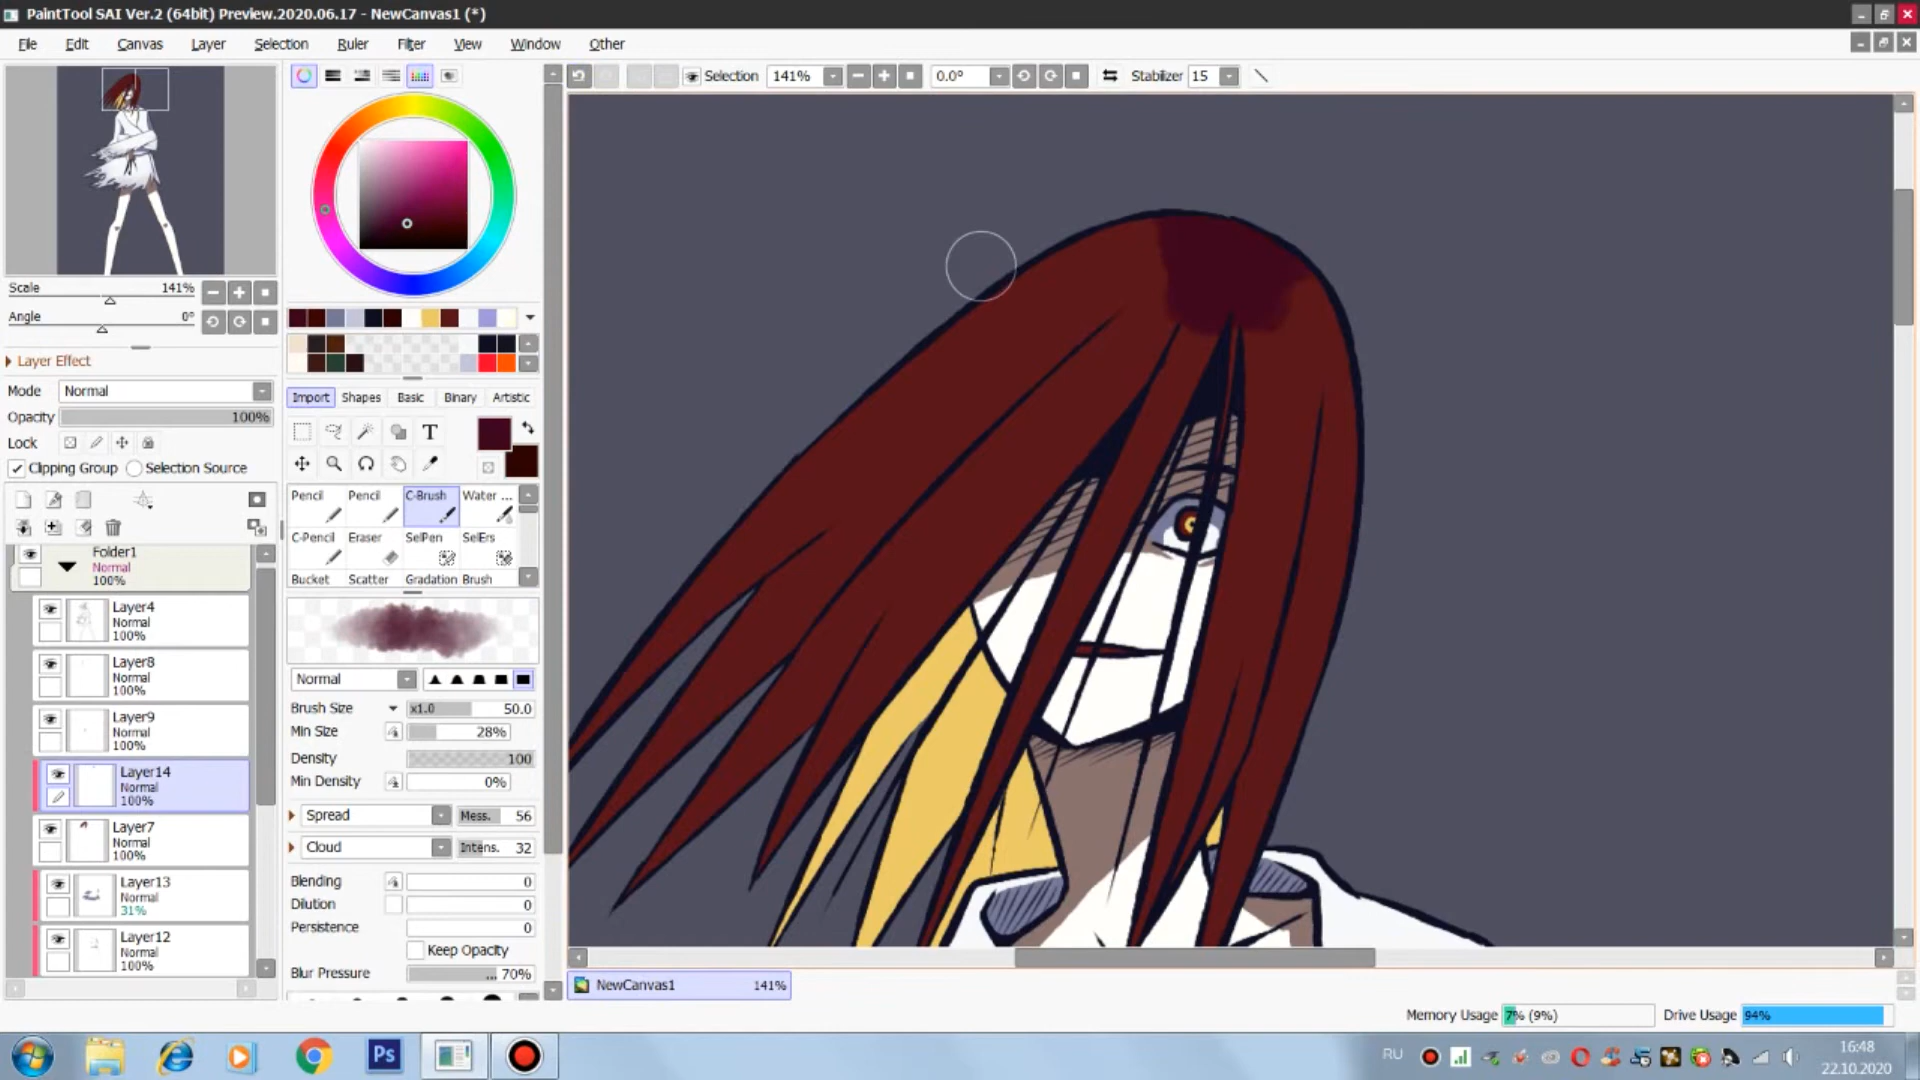 PaintTool SAI Ver.2 (64bit) Preview.2020.06.17 - NewCanvas1 (*)
File Edit Canvas Layer Selection Ruler Filter View Window Other
Selection 141% 0.0° Stabilizer 15
Scale 141%
Angle 0°
Layer Effect
Mode Normal
Opacity 100%
Lock
Clipping Group Selection Source
Folder1
Normal
100%
Layer4
Normal
100%
Layer8
Normal
100%
Layer9
Normal
100%
Layer14
Normal
100%
Layer7
Normal
100%
Layer13
Normal
31%
Layer12
Normal
100%
Import Shapes Basic Binary Artistic
T
Pencil Pencil C-Brush Water ...
C-Pencil Eraser SelPen SelErs
Bucket Scatter Gradation Brush
Normal
Brush Size x1.0 50.0
Min Size 28%
Density 100
Min Density 0%
Spread Mess. 56
Cloud Intens. 32
Blending 0
Dilution 0
Persistence 0
Keep Opacity
Blur Pressure ... 70%
NewCanvas1 141%
Memory Usage 7% (9%) Drive Usage 94%
Ps
RU
16:48
22.10.2020